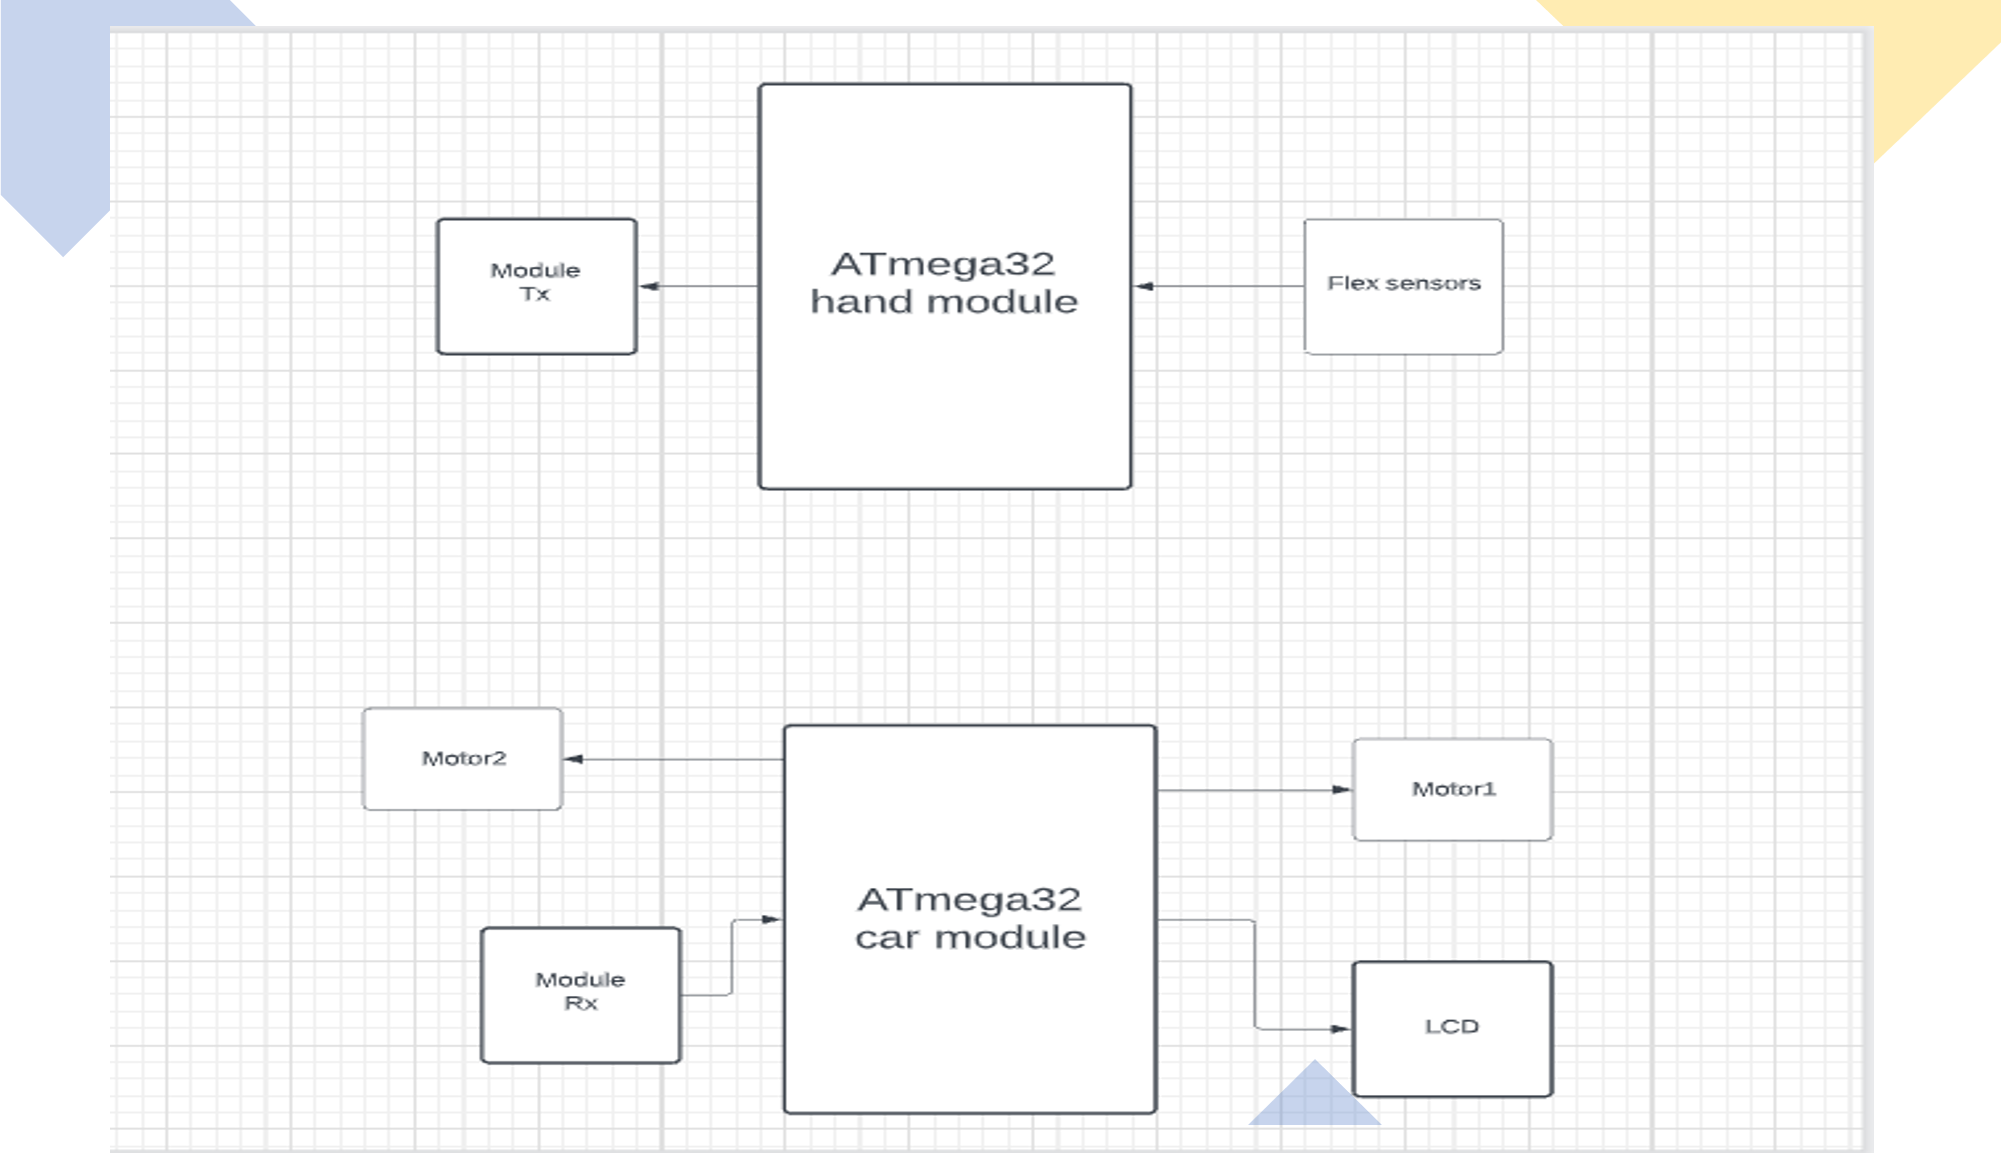 ATmega32
hand module
Module
Tx
Flex sensors
Motor2
Motor1
ATmega32
car module
Module
Rx
LCD